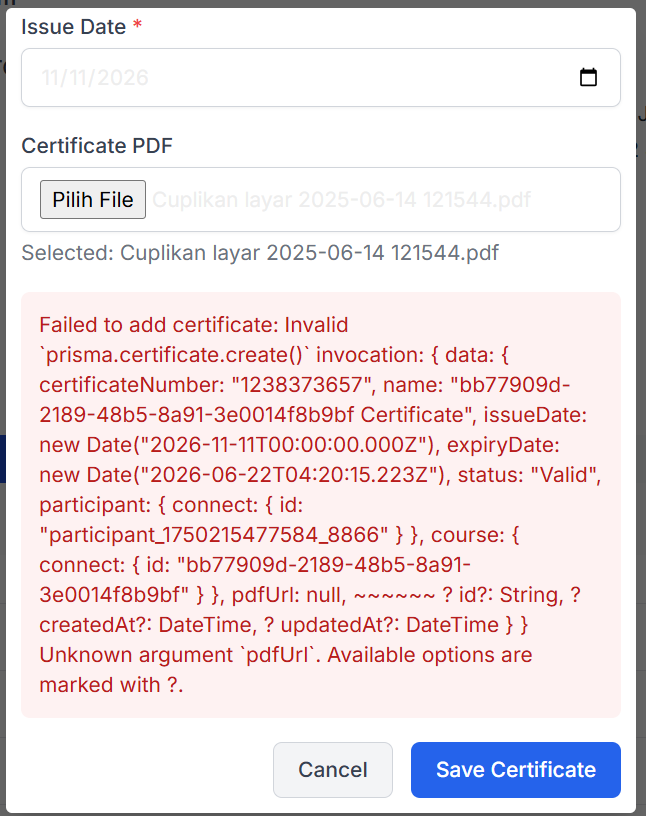 Issue Date *
11/11/2026
Certificate PDF
Pilih File Cuplikan layar 2025-06-14 121544.pdf
Selected: Cuplikan layar 2025-06-14 121544.pdf
Failed to add certificate: Invalid
`prisma.certificate.create()` invocation: { data: {
certificateNumber: "1238373657", name: "bb77909d-
2189-48b5-8a91-3e0014f8b9bf Certificate", issueDate:
new Date("2026-11-11T00:00:00.000Z"), expiryDate:
new Date("2026-06-22T04:20:15.223Z"), status: "Valid",
participant: { connect: { id:
"participant_1750215477584_8866" } }, course: {
connect: { id: "bb77909d-2189-48b5-8a91-
3e0014f8b9bf" } }, pdfUrl: null, ~~~~~~ ? id?: String, ?
createdAt?: DateTime, ? updatedAt?: DateTime } }
Unknown argument `pdfUrl`. Available options are
marked with ?.
Cancel
Save Certificate